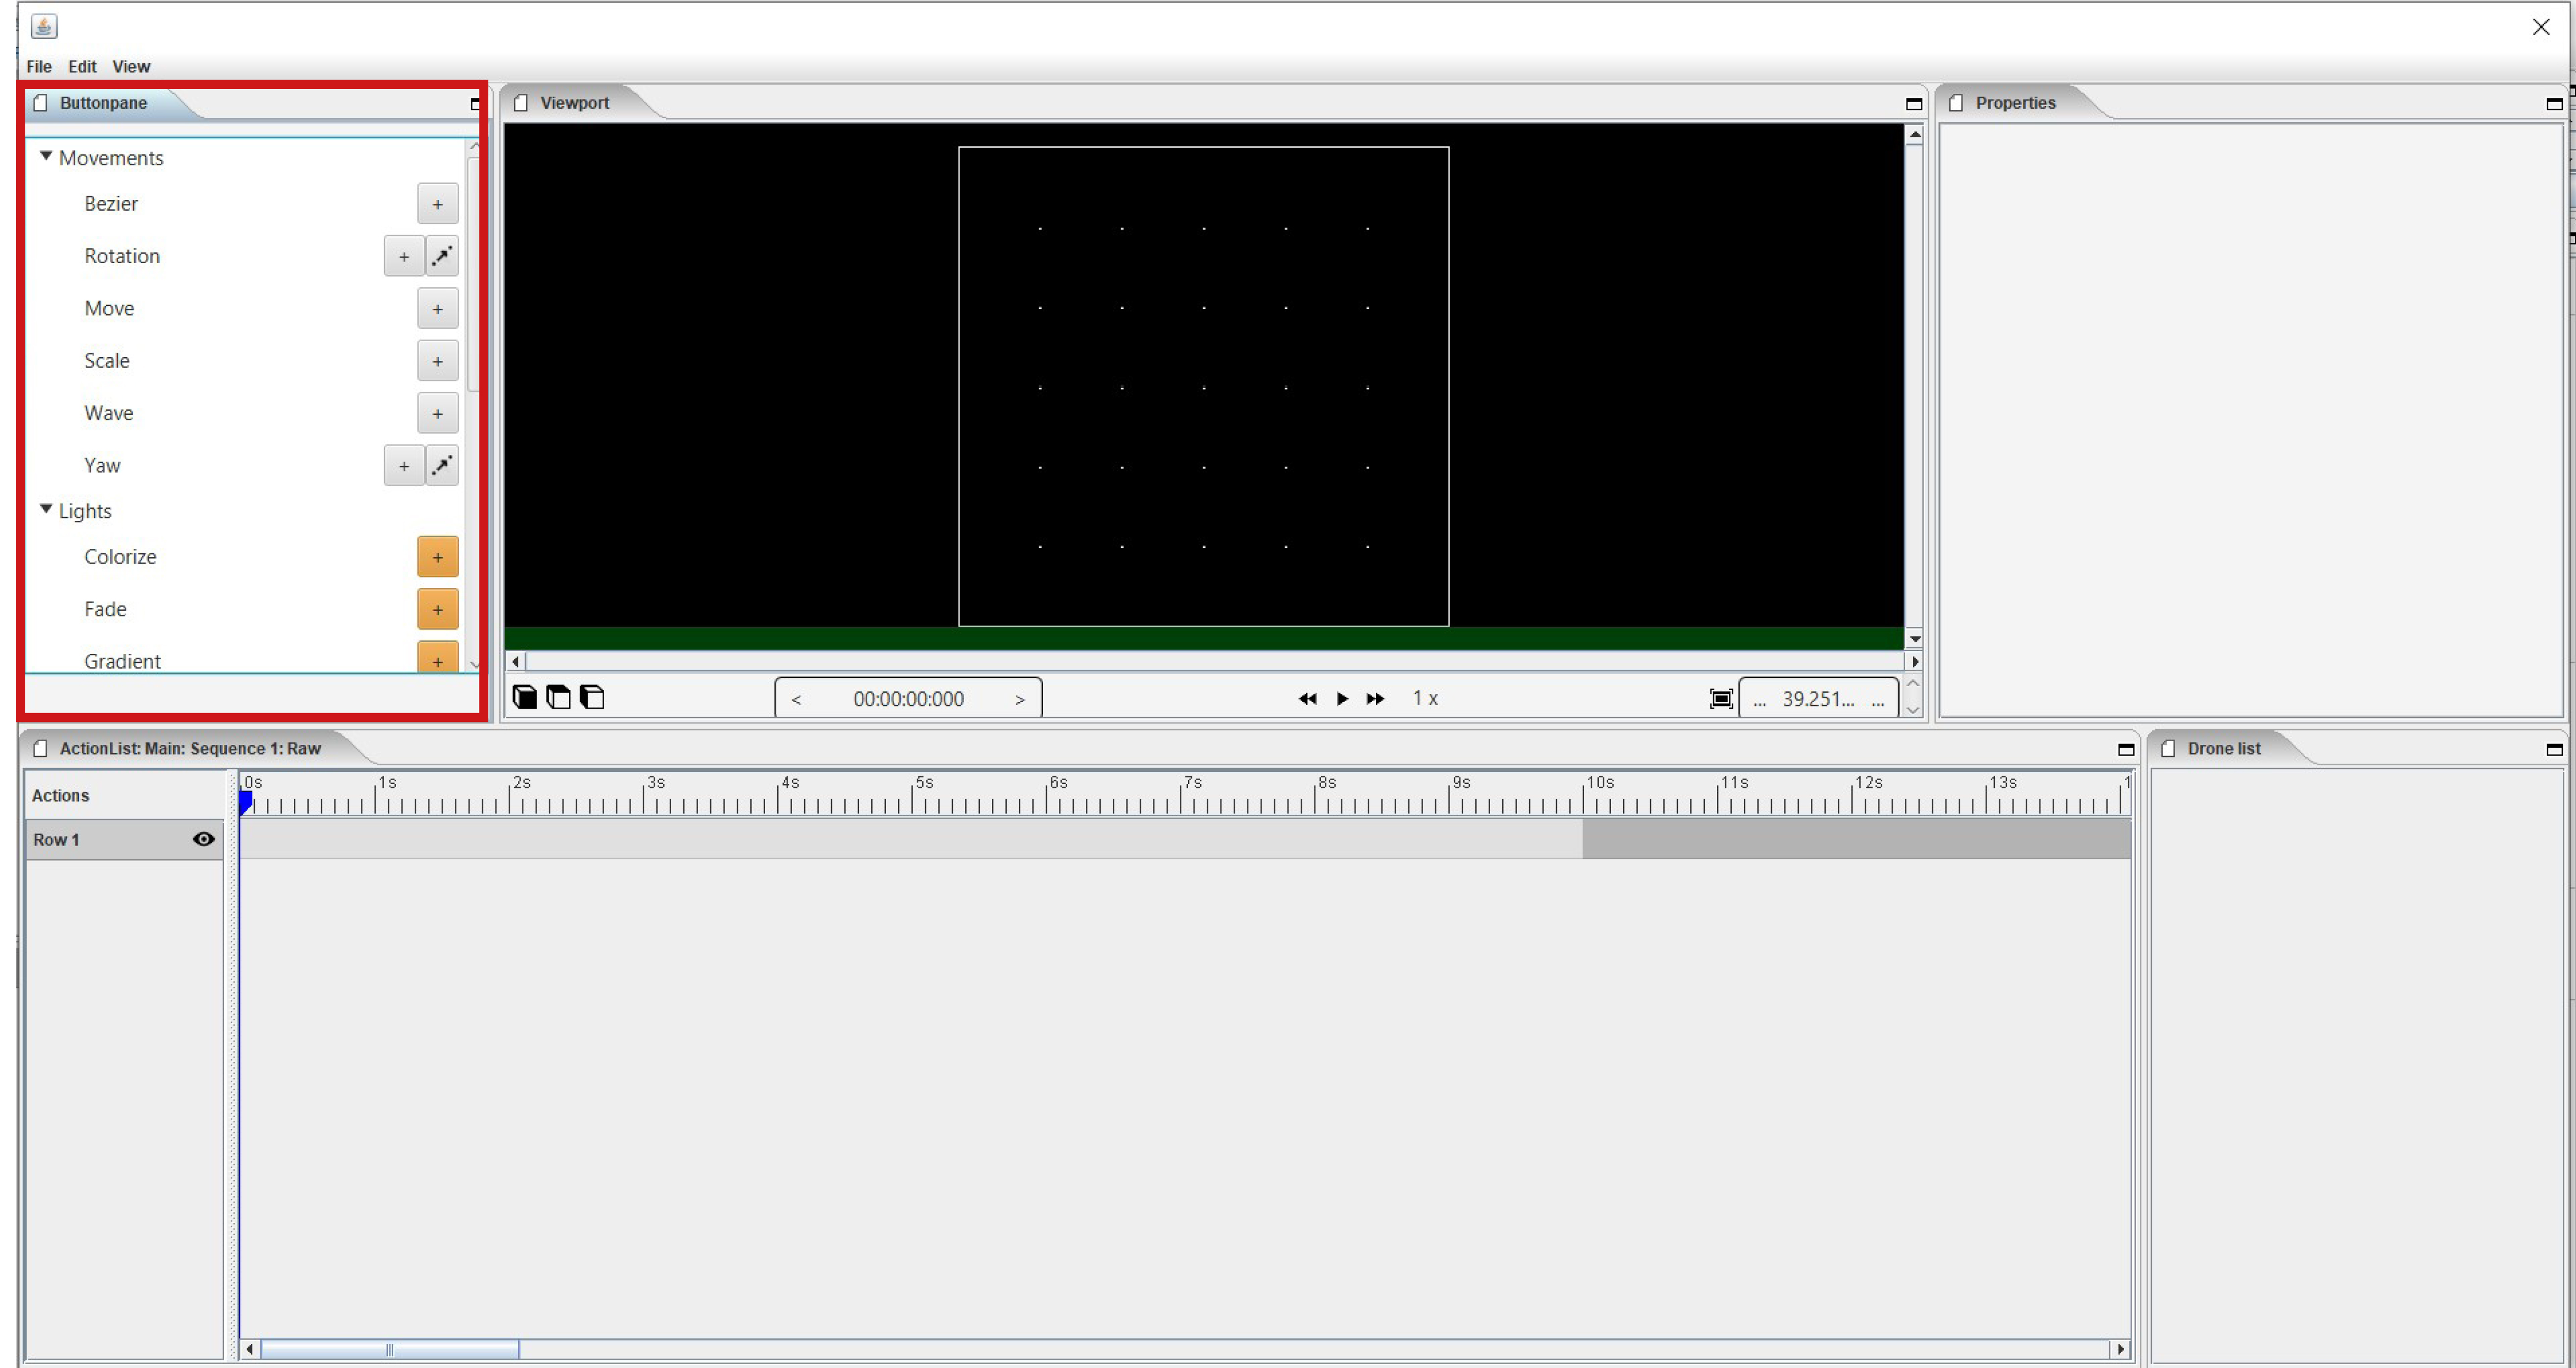 File Edit View
Buttonpane
Movements
Bezier +
Rotation +
Move +
Scale +
Wave +
Yaw +
Lights
Colorize +
Fade +
Gradient +
Viewport
< 00:00:00:000 >
1 x
... 39.251... ...
Properties
ActionList: Main: Sequence 1: Raw
Actions
0s 1s 2s 3s 4s 5s 6s 7s 8s 9s 10s 11s 12s 13s 1
Row 1
Drone list